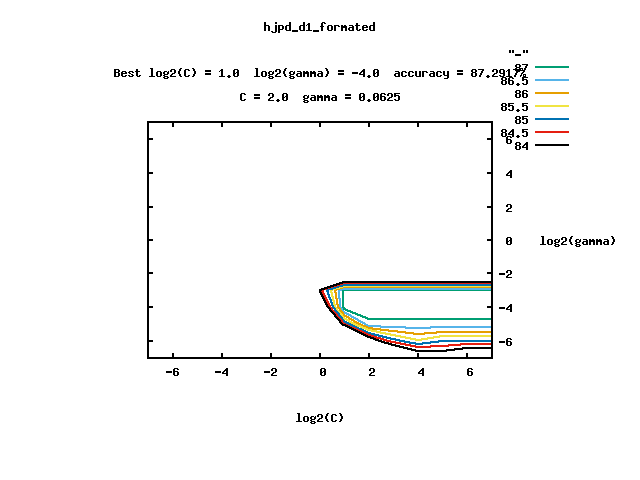 hjpd_d1_formated
"_"
Best log2(C) = 1.0 log2(gamma) = -4.0 accuracy = 87.2917%
87
86.5
C = 2.0 gamma = 0.0625
86
85.5
85
84.5
84
6
4
2
0
log2(gamma)
-2
-4
-6
-6 -4 -2 0 2 4 6
log2(C)